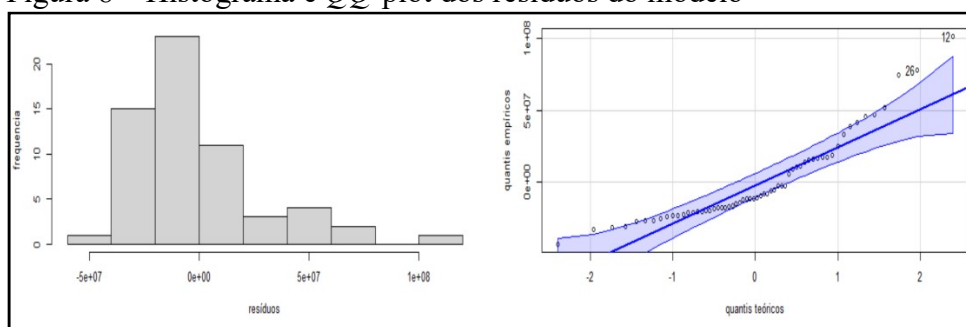 Figura 6 – Histograma e QQ-plot dos resíduos do modelo
frequencia
20
15
10
5
0
-5e+07 0e+00 5e+07 1e+08
resíduos
quantis empíricos
1e+08
5e+07
0e+00
12
26
-2 -1 0 1 2
quantis teóricos